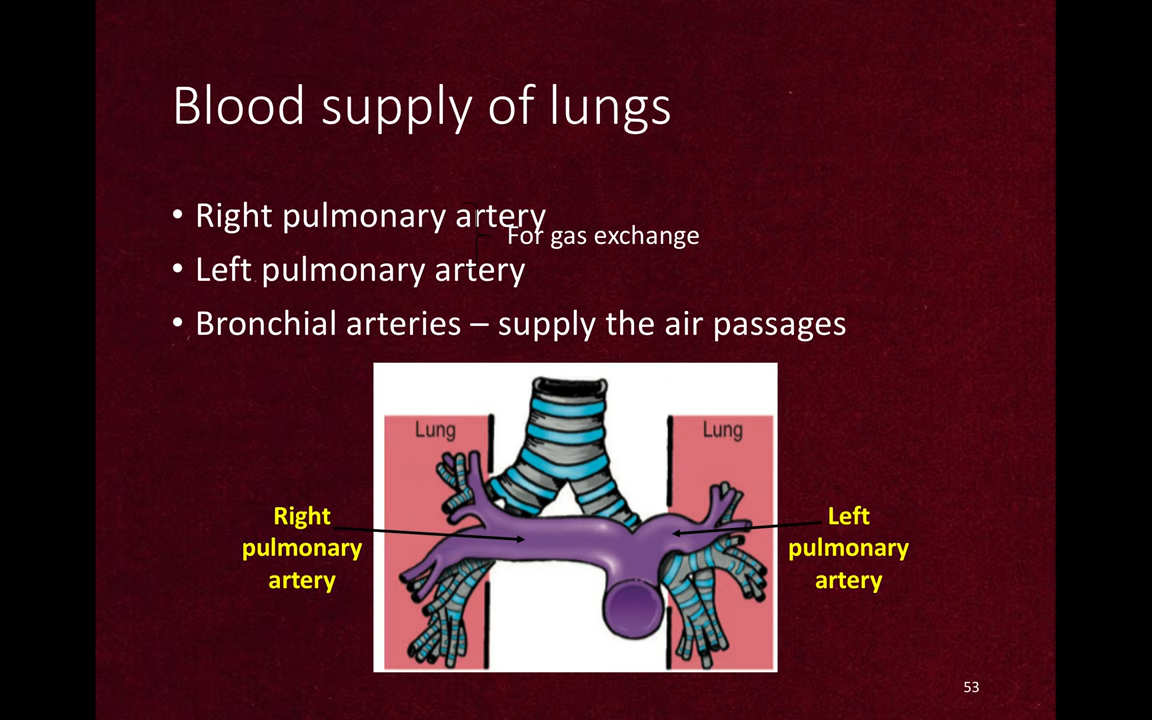 Blood supply of lungs
• Right pulmonary artery
For gas exchange
• Left pulmonary artery
• Bronchial arteries – supply the air passages
Lung
Lung
Right
pulmonary
artery
Left
pulmonary
artery
53